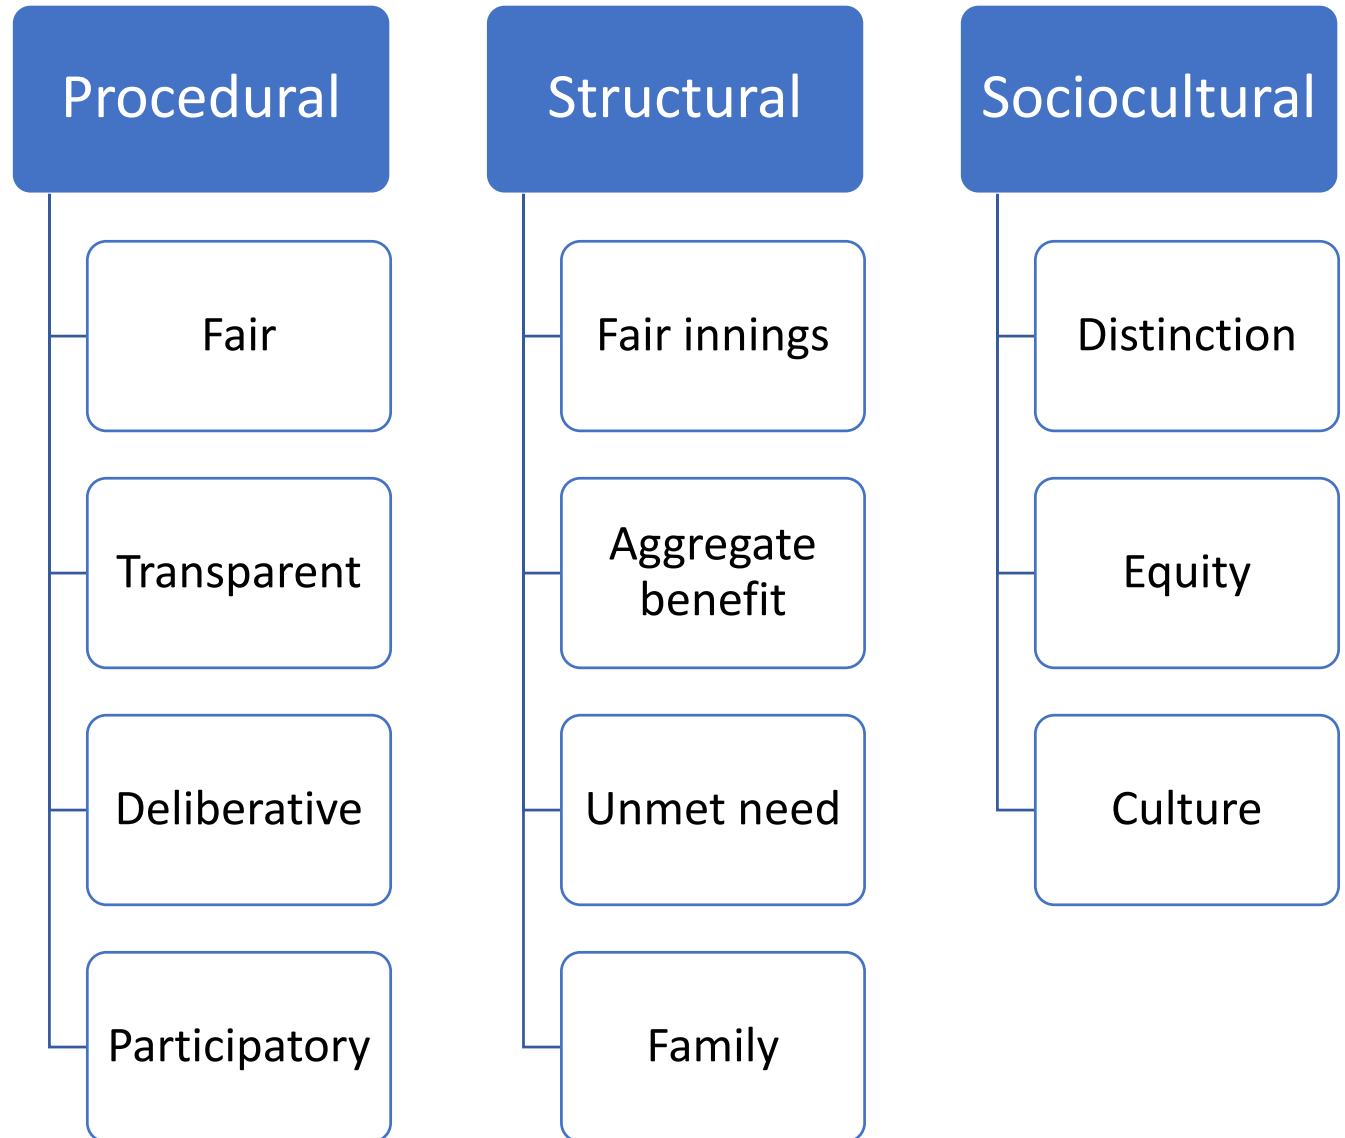 Procedural
Fair
Transparent
Deliberative
Participatory
Structural
Fair innings
Aggregate
benefit
Unmet need
Family
Sociocultural
Distinction
Equity
Culture